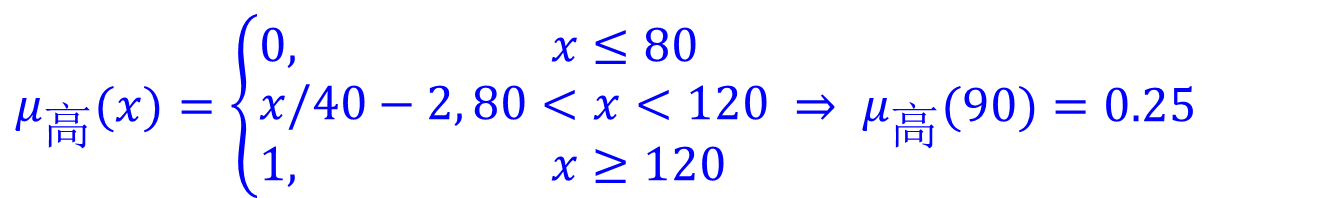 0, x ≤ 80
μ高(x) = { x/40 − 2, 80 < x < 120 ⇒ μ高(90) = 0.25
1, x ≥ 120